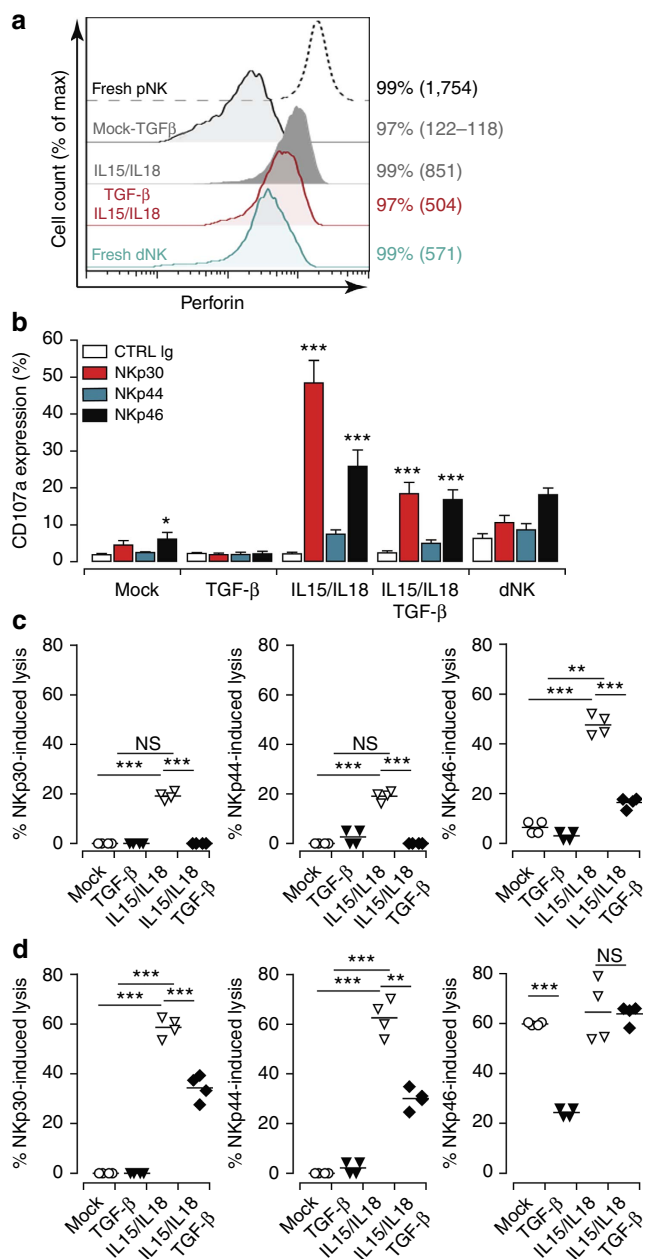 a
Cell count (% of max)
Fresh pNK
99% (1,754)
Mock-TGFβ
97% (122–118)
IL15/IL18
99% (851)
TGF-β
IL15/IL18
97% (504)
Fresh dNK
99% (571)
Perforin
b
CD107a expression (%)
60
50
40
30
20
10
0
CTRL Ig
NKp30
NKp44
NKp46
*
***
***
***
***
Mock
TGF-β
IL15/IL18
IL15/IL18
TGF-β
dNK
c
% NKp30-induced lysis
80
60
40
20
0
NS
*** ***
Mock
TGF-β
IL15/IL18
IL15/IL18
TGF-β
% NKp44-induced lysis
80
60
40
20
0
NS
*** ***
Mock
TGF-β
IL15/IL18
IL15/IL18
TGF-β
% NKp46-induced lysis
80
60
40
20
0
**
*** ***
Mock
TGF-β
IL15/IL18
IL15/IL18
TGF-β
d
% NKp30-induced lysis
80
60
40
20
0
***
*** ***
Mock
TGF-β
IL15/IL18
IL15/IL18
TGF-β
% NKp44-induced lysis
80
60
40
20
0
***
*** **
Mock
TGF-β
IL15/IL18
IL15/IL18
TGF-β
% NKp46-induced lysis
80
60
40
20
0
NS
***
Mock
TGF-β
IL15/IL18
IL15/IL18
TGF-β